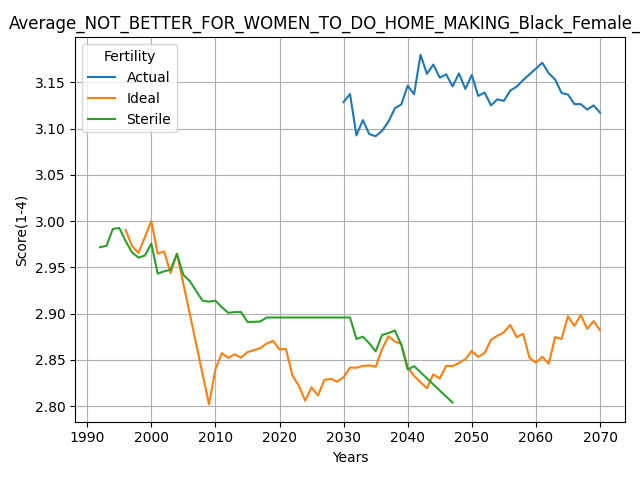 Average_NOT_BETTER_FOR_WOMEN_TO_DO_HOME_MAKING_Black_Female_
Fertility
Actual
Ideal
Sterile
3.15
3.10
3.05
3.00
2.95
2.90
2.85
2.80
Score(1-4)
1990 2000 2010 2020 2030 2040 2050 2060 2070
Years